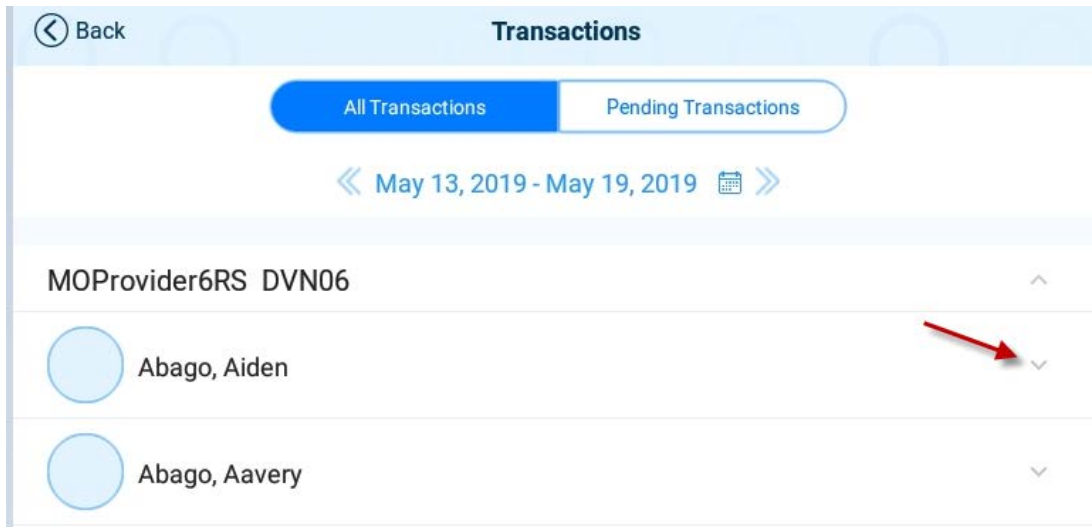 Back
Transactions
All Transactions
Pending Transactions
May 13, 2019 - May 19, 2019
MOProvider6RS DVN06
Abago, Aiden
Abago, Aavery